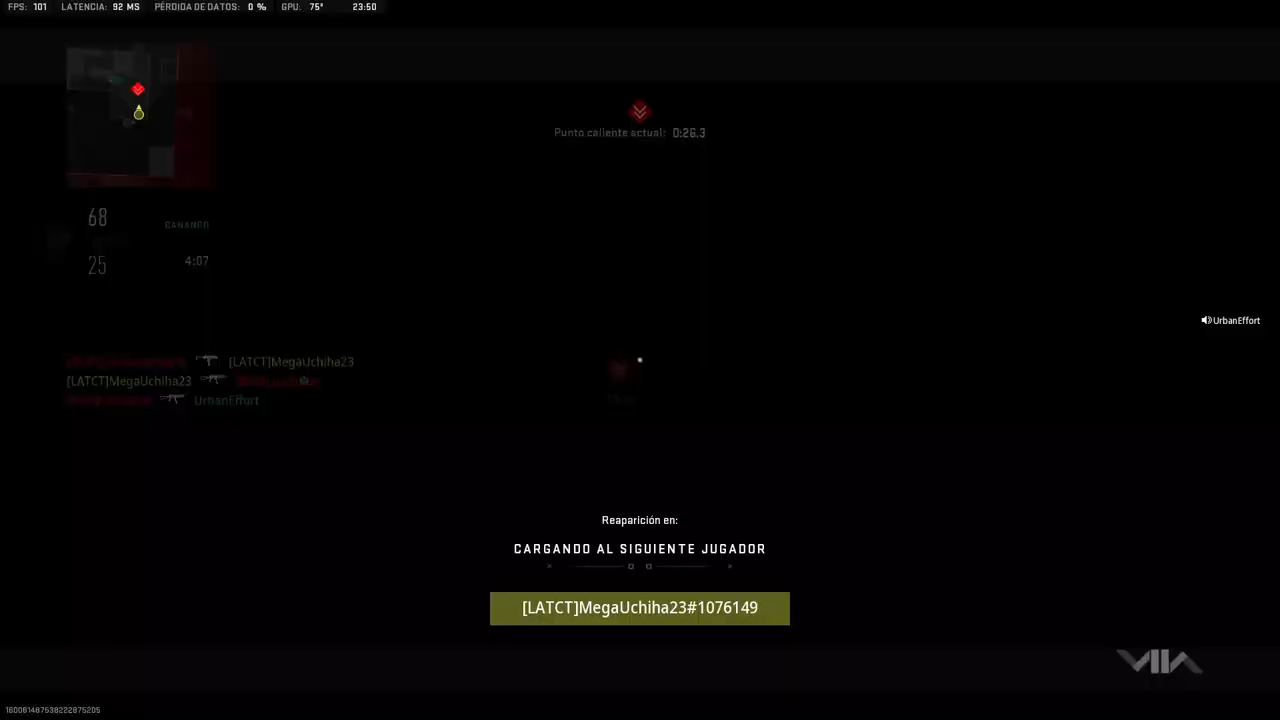 FPS: 101 LATENCIA: 92 MS PÉRDIDA DE DATOS: 0 % GPU: 75° 23:50
Punto caliente actual: 0:26.3
68
GANANDO
25
4:07
UrbanEffort
[LATCT]MegaUchiha23
[LATCT]MegaUchiha23
UrbanEffort
Reaparición en:
CARGANDO AL SIGUIENTE JUGADOR
[LATCT]MegaUchiha23#1076149